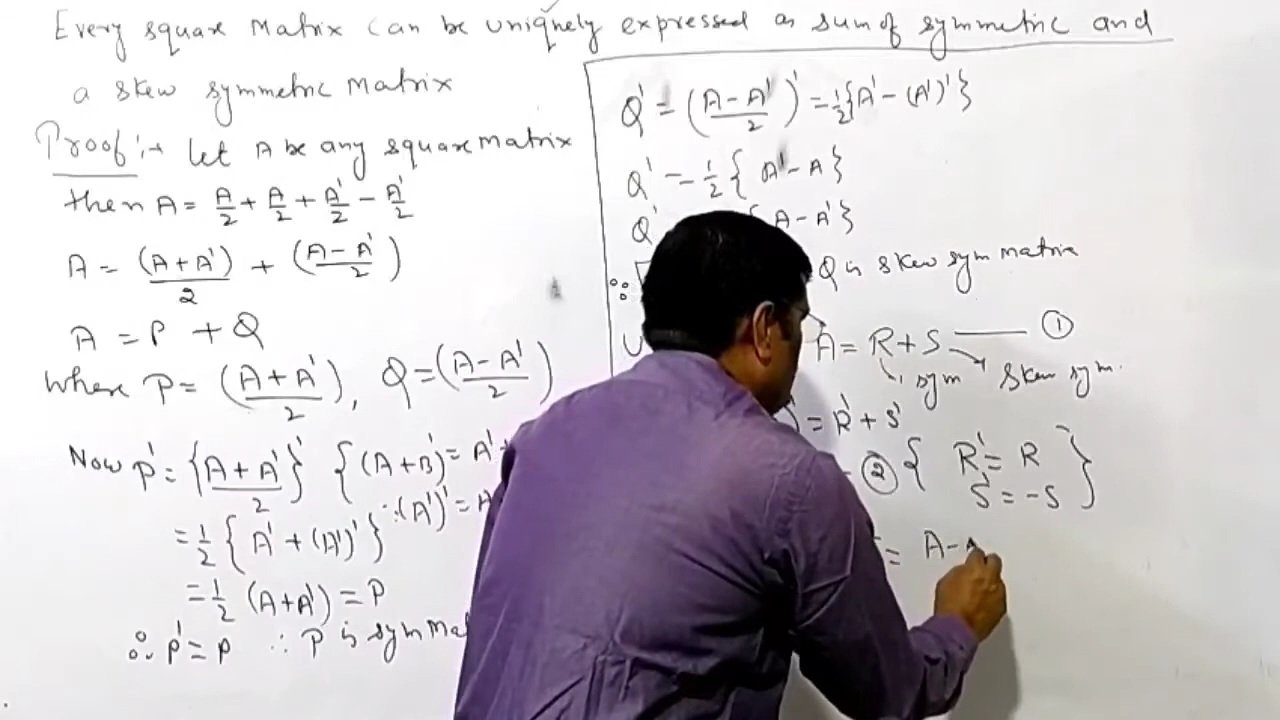 Every square Matrix can be uniquely expressed as sum of symmetric and
a skew symmetric Matrix
Proof :→ Let A be any square matrix
then A = A/2 + A/2 + A'/2 - A'/2
A = (A+A')/2 + (A-A'/2)
A = P + Q
Where P = (A+A'/2), Q = (A-A'/2)
Now P' = {A+A'/2}' {(A+B)' = A'+
= 1/2 {A' + (A')'} ∵ (A')' = A
= 1/2 (A+A') = P
∴ P' = P ∴ P is sym Mat
Q' = (A-A'/2)' = 1/2 {A' - (A')'}
Q' = - 1/2 {A' - A}
Q' { A - A'}
∴ Q is skew sym matrix
A = R + S —— ①
sym skew sym.
)' = R' + S'
- ② { R' = R
S' = -S }
= A - A